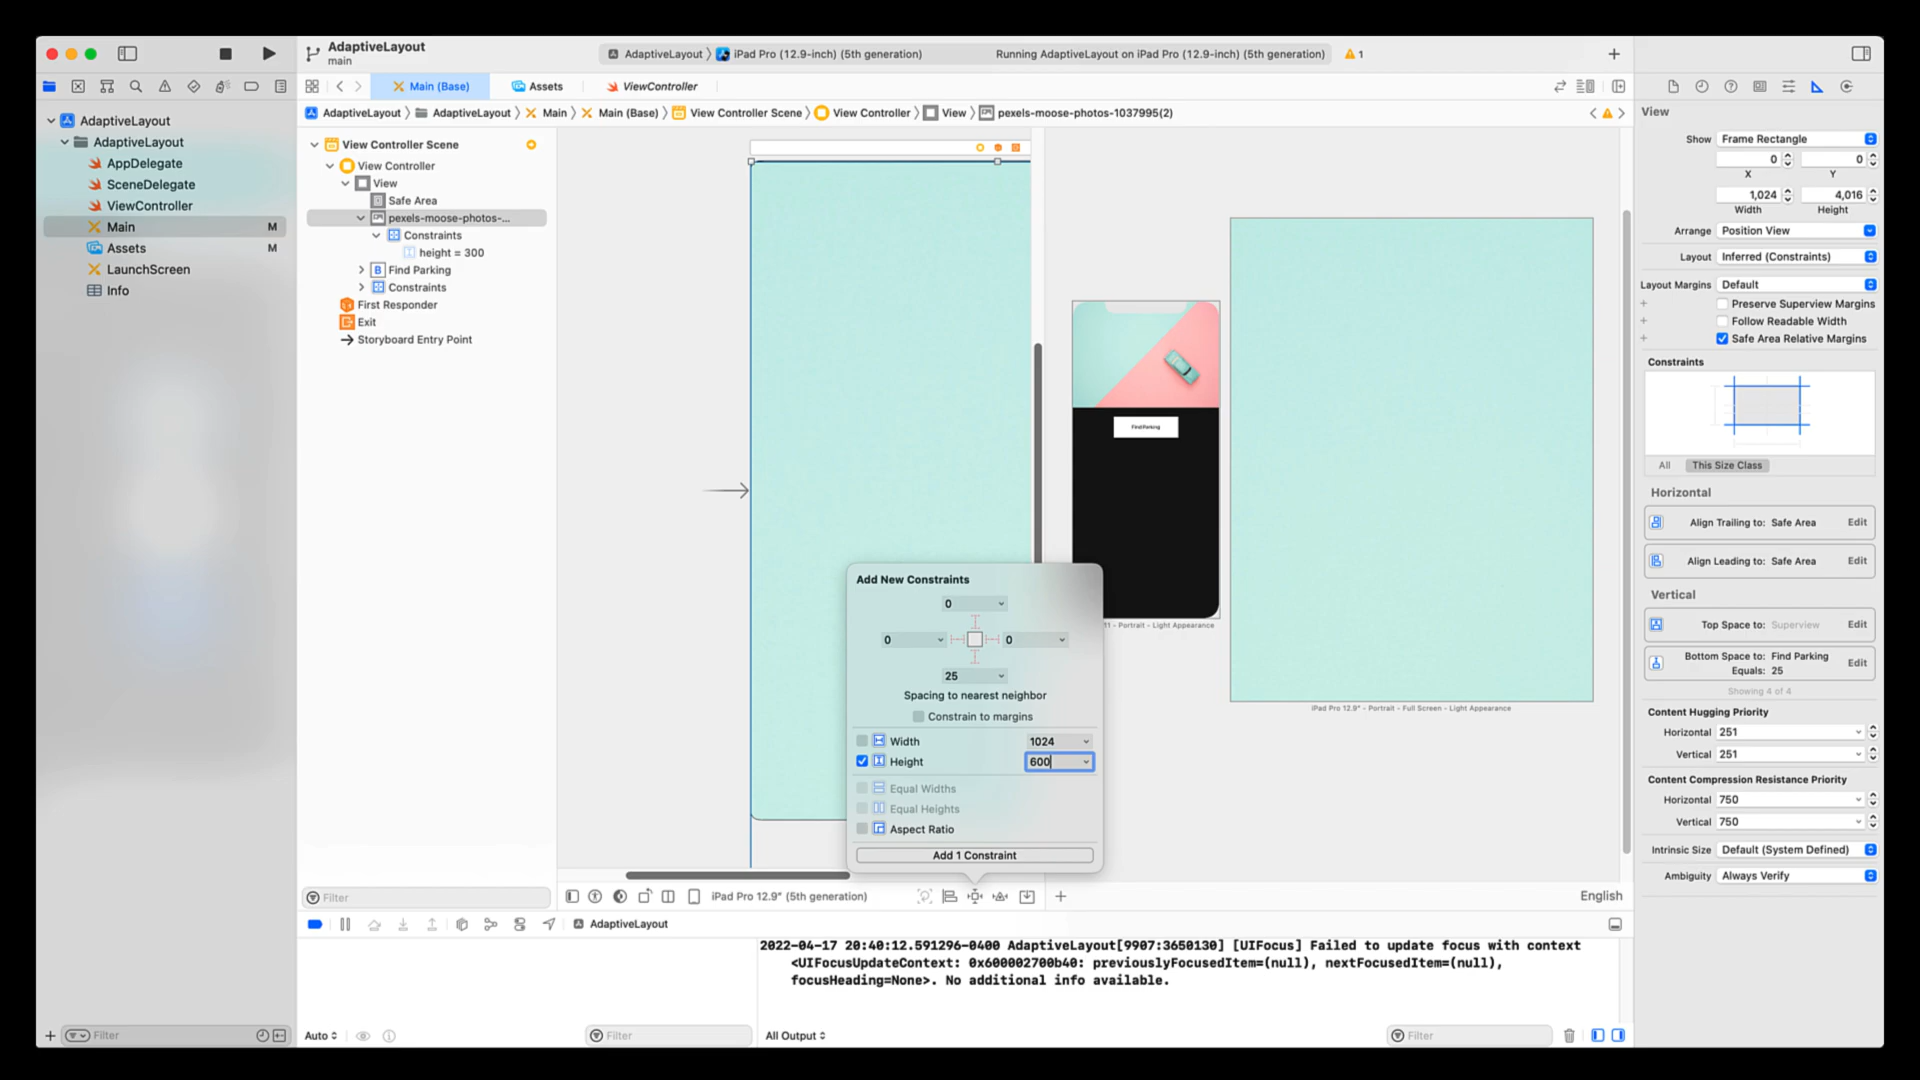 AdaptiveLayout
main
AdaptiveLayout
iPad Pro (12.9-inch) (5th generation)
Running AdaptiveLayout on iPad Pro (12.9-inch) (5th generation)
1
Main (Base)
Assets
ViewController
AdaptiveLayout
AdaptiveLayout
Main
Main (Base)
View Controller Scene
View Controller
View
pexels-moose-photos-1037995(2)
AdaptiveLayout
AdaptiveLayout
AppDelegate
SceneDelegate
ViewController
Main
M
Assets
M
LaunchScreen
Info
Filter
View Controller Scene
View Controller
View
Safe Area
pexels-moose-photos-...
Constraints
height = 300
B Find Parking
Constraints
First Responder
Exit
Storyboard Entry Point
Filter
Find Parking
11 - Portrait - Light Appearance
iPad Pro 12.9" - Portrait - Full Screen - Light Appearance
Add New Constraints
0
0
0
25
Spacing to nearest neighbor
Constrain to margins
Width
1024
Height
600
Equal Widths
Equal Heights
Aspect Ratio
Add 1 Constraint
iPad Pro 12.9" (5th generation)
English
AdaptiveLayout
2022-04-17 20:40:12.591296-0400 AdaptiveLayout[9907:3650130] [UIFocus] Failed to update focus with context
<UIFocusUpdateContext: 0x600002700b40: previouslyFocusedItem=(null), nextFocusedItem=(null),
focusHeading=None>. No additional info available.
Auto
Filter
All Output
Filter
View
Show
Frame Rectangle
0
0
X
Y
1,024
4,016
Width
Height
Arrange
Position View
Layout
Inferred (Constraints)
Layout Margins
Default
Preserve Superview Margins
Follow Readable Width
Safe Area Relative Margins
Constraints
All
This Size Class
Horizontal
Align Trailing to: Safe Area
Edit
Align Leading to: Safe Area
Edit
Vertical
Top Space to: Superview
Edit
Bottom Space to: Find Parking
Equals: 25
Edit
Showing 4 of 4
Content Hugging Priority
Horizontal
251
Vertical
251
Content Compression Resistance Priority
Horizontal
750
Vertical
750
Intrinsic Size
Default (System Defined)
Ambiguity
Always Verify